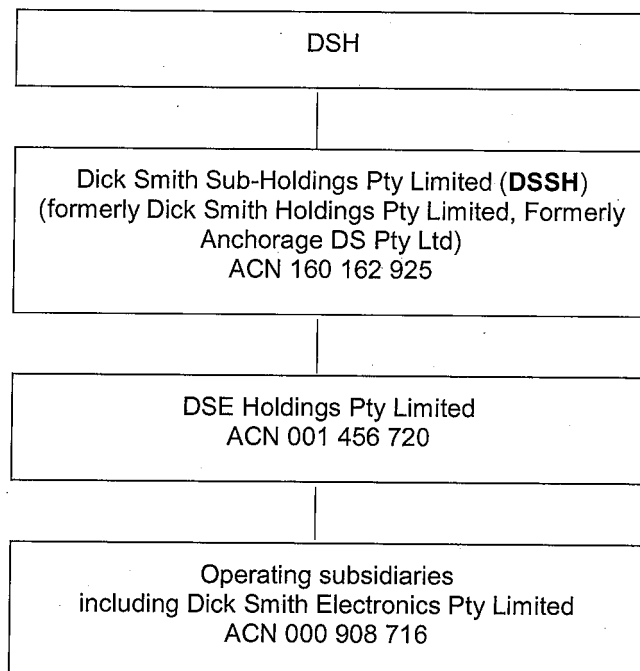 DSH
Dick Smith Sub-Holdings Pty Limited (DSSH)
(formerly Dick Smith Holdings Pty Limited, Formerly
Anchorage DS Pty Ltd)
ACN 160 162 925
DSE Holdings Pty Limited
ACN 001 456 720
Operating subsidiaries
including Dick Smith Electronics Pty Limited
ACN 000 908 716